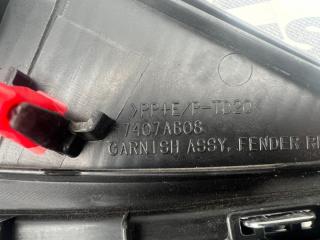 >PP+E/P-TD20<
7407A608
GARNISH ASSY, FENDER R